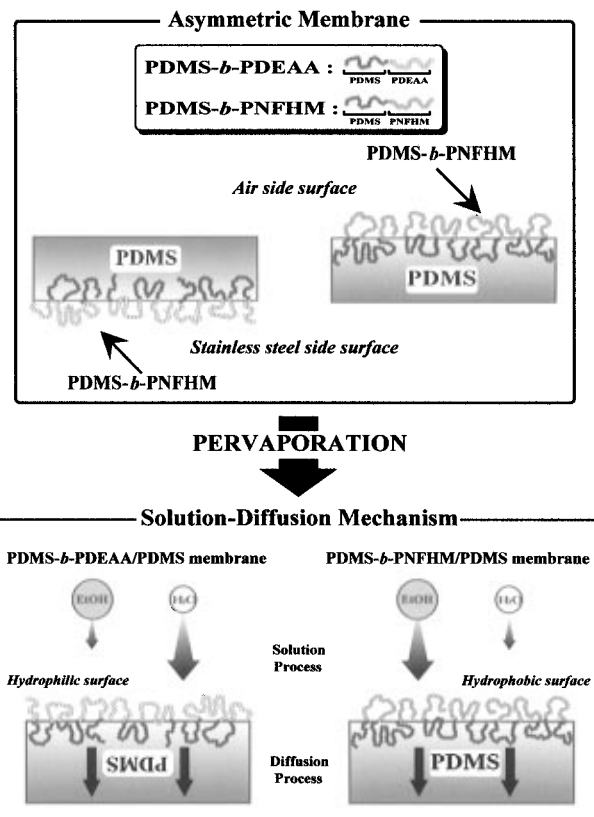 Asymmetric Membrane
PDMS-b-PDEAA :
PDMS PDEAA
PDMS-b-PNFHM :
PDMS PNFHM
PDMS-b-PNFHM
Air side surface
PDMS
PDMS
Stainless steel side surface
PDMS-b-PNFHM
PERVAPORATION
Solution-Diffusion Mechanism
PDMS-b-PDEAA/PDMS membrane
PDMS-b-PNFHM/PDMS membrane
EtOH
H₂O
EtOH
H₂O
Solution
Process
Hydrophilic surface
Hydrophobic surface
PDMS
PDMS
Diffusion
Process